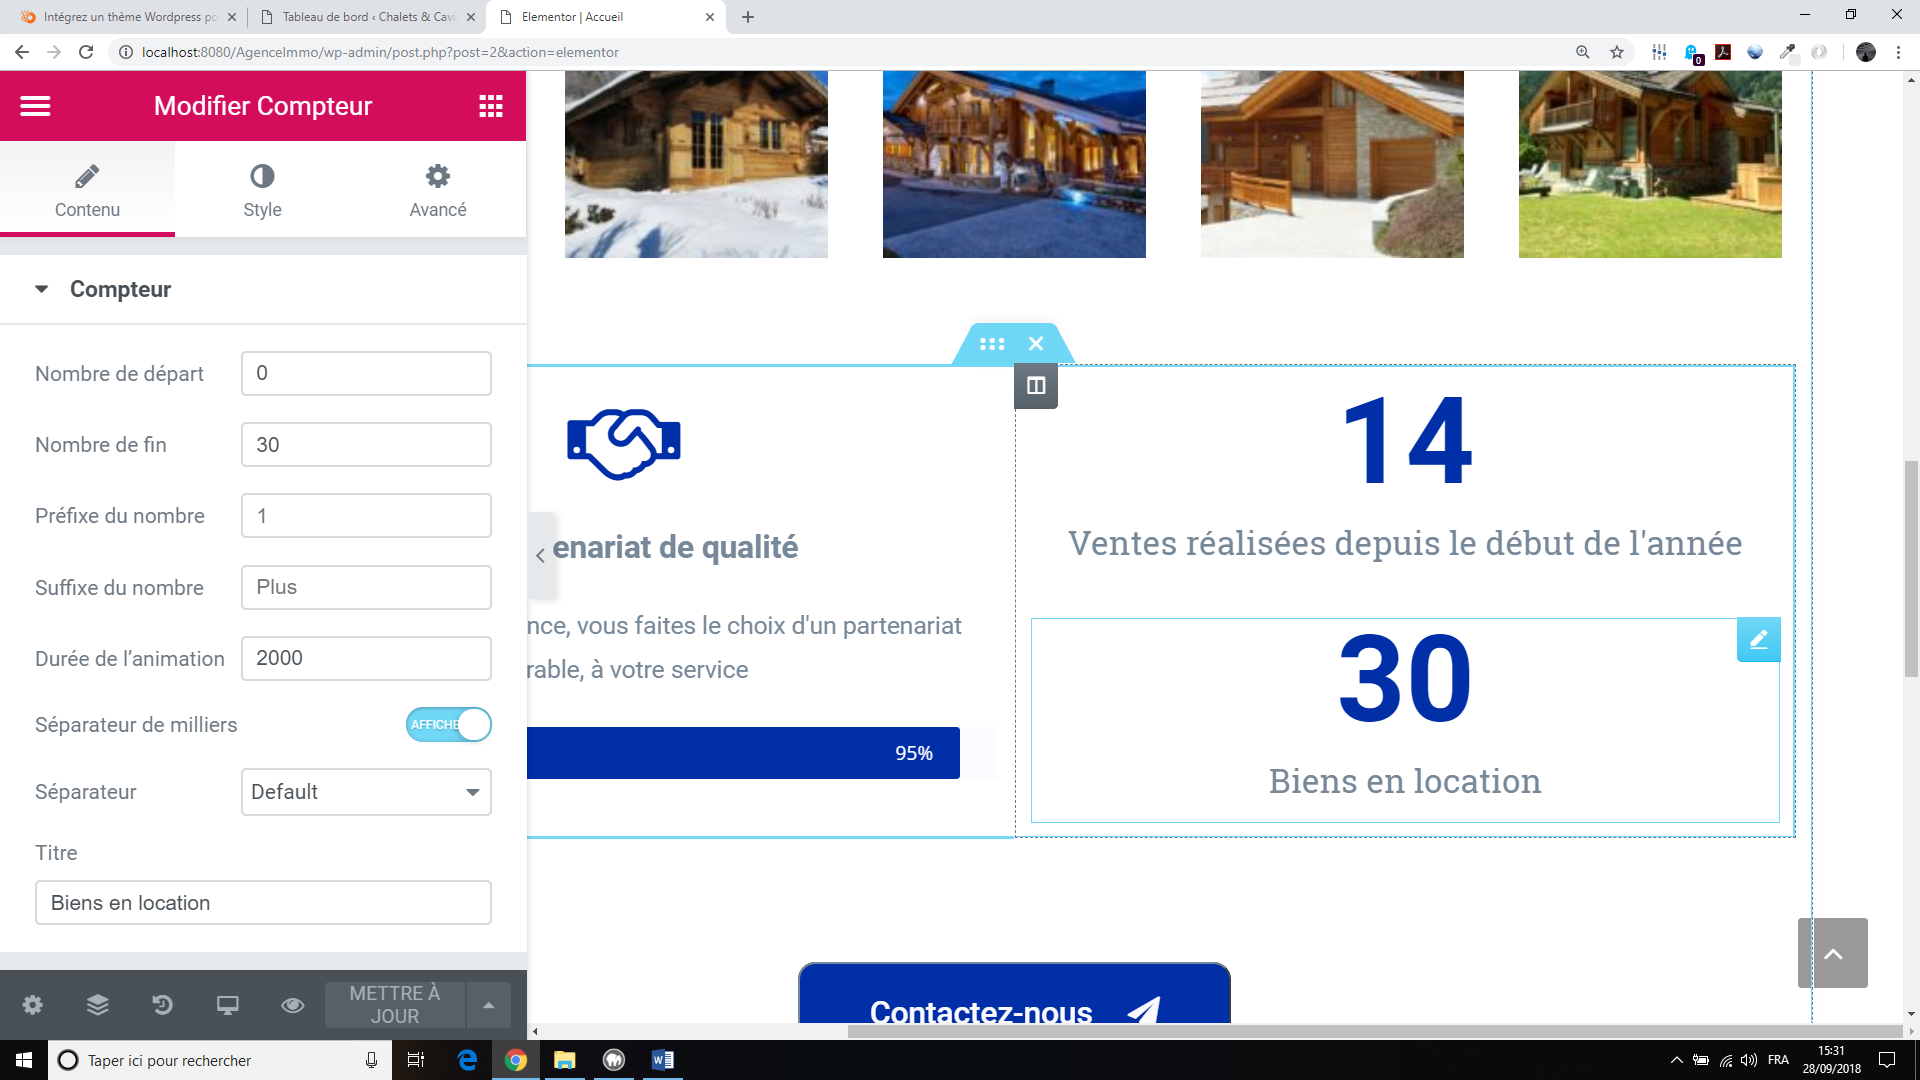 Intégrez un thème Wordpress po
Tableau de bord ‹ Chalets & Cavi
Elementor | Accueil
localhost:8080/AgenceImmo/wp-admin/post.php?post=2&action=elementor
0
Modifier Compteur
Contenu
Style
Avancé
Compteur
Nombre de départ
0
Nombre de fin
30
Préfixe du nombre
1
Suffixe du nombre
Plus
Durée de l’animation
2000
Séparateur de milliers
AFFICHE
Séparateur
Default
Titre
Biens en location
METTRE À
JOUR
enariat de qualité
nce, vous faites le choix d'un partenariat
rable, à votre service
95%
14
Ventes réalisées depuis le début de l'année
30
Biens en location
Contactez-nous
Taper ici pour rechercher
FRA
15:31
28/09/2018